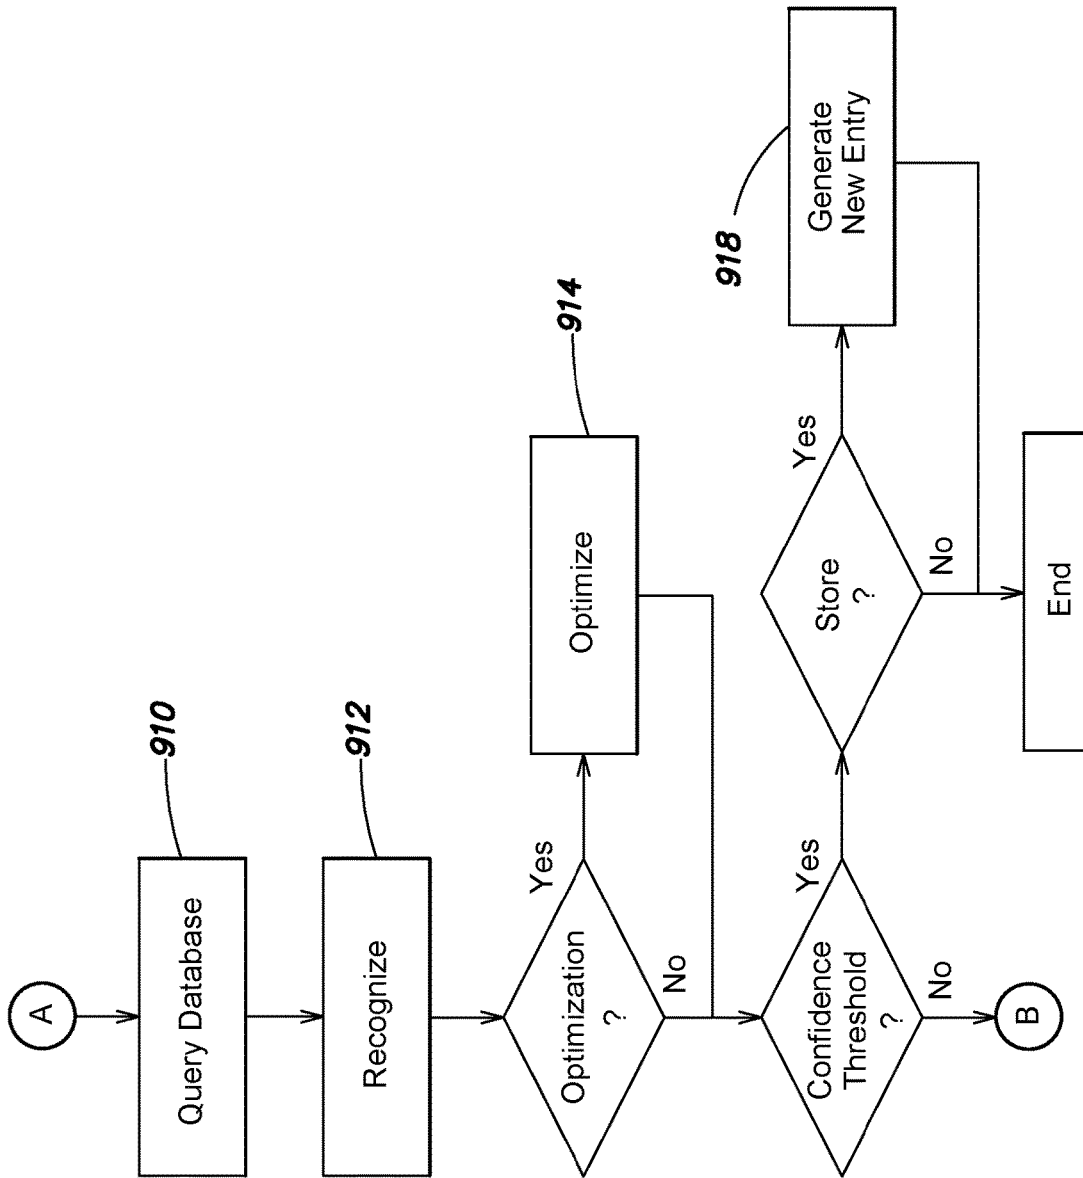 A
Query Database
910
Recognize
912
Optimization
?
Yes
No
Optimize
914
Confidence
Threshold
?
Yes
No
B
Store
?
Yes
No
Generate
New Entry
918
End